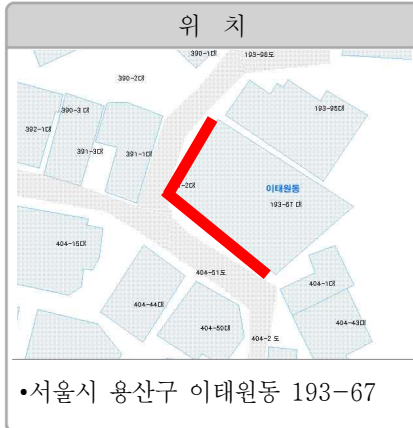 위 치
390-1대
193-98도
390-2대
390-3 대
193-95대
392-1대
391-3대
391-1대
-2대
이태원동
193-67 대
404-15대
404-51도
404-1대
404-44대
404-50대
404-43대
404-2 도
•서울시 용산구 이태원동 193-67